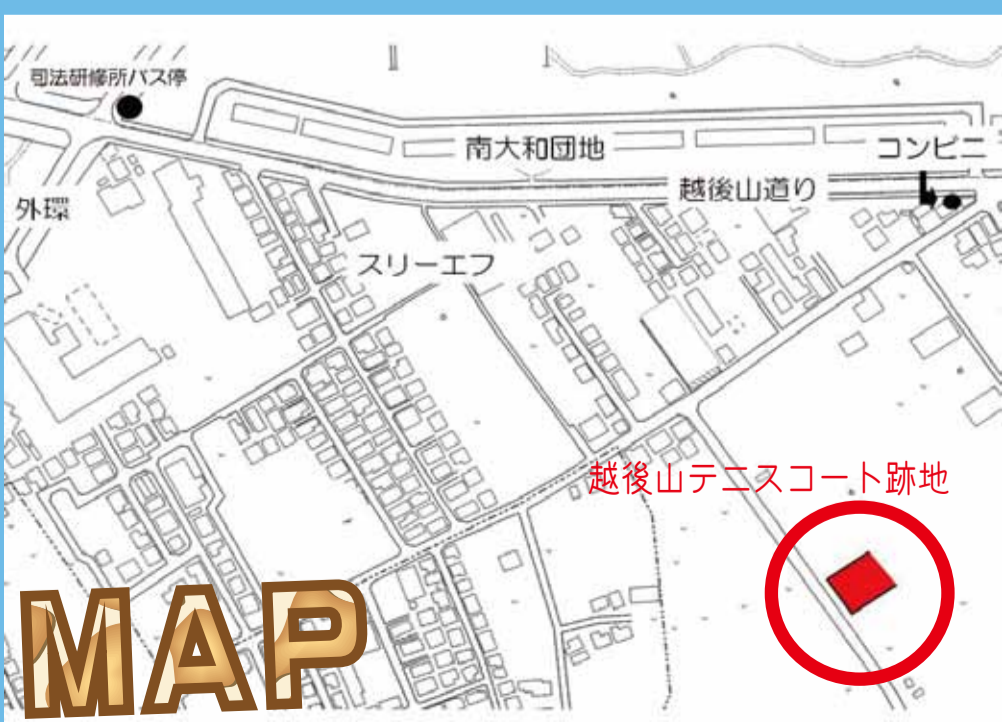 司法研修所バス停
南大和団地
コンビニ
越後山道り
外環
スリーエフ
越後山テニスコート跡地
MAP